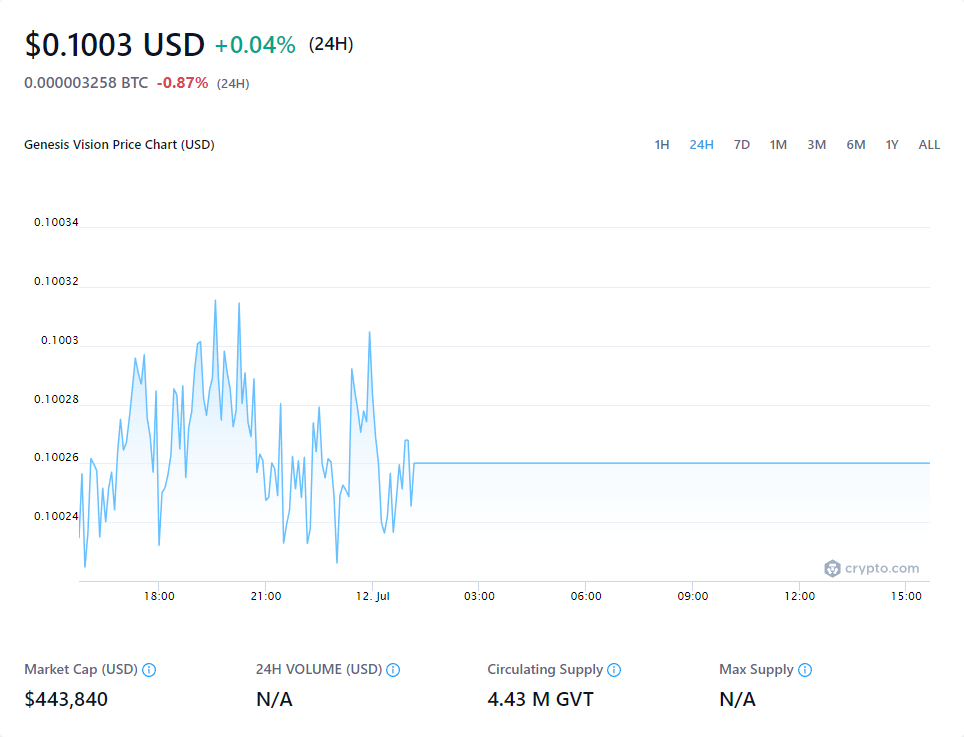 $0.1003 USD +0.04% (24H)
0.000003258 BTC -0.87% (24H)
Genesis Vision Price Chart (USD) 1H 24H 7D 1M 3M 6M 1Y ALL
0.10034
0.10032
0.1003
0.10028
0.10026
0.10024
crypto.com
18:00 21:00 12. Jul 03:00 06:00 09:00 12:00 15:00
Market Cap (USD) 24H VOLUME (USD) Circulating Supply Max Supply
$443,840 N/A 4.43 M GVT N/A